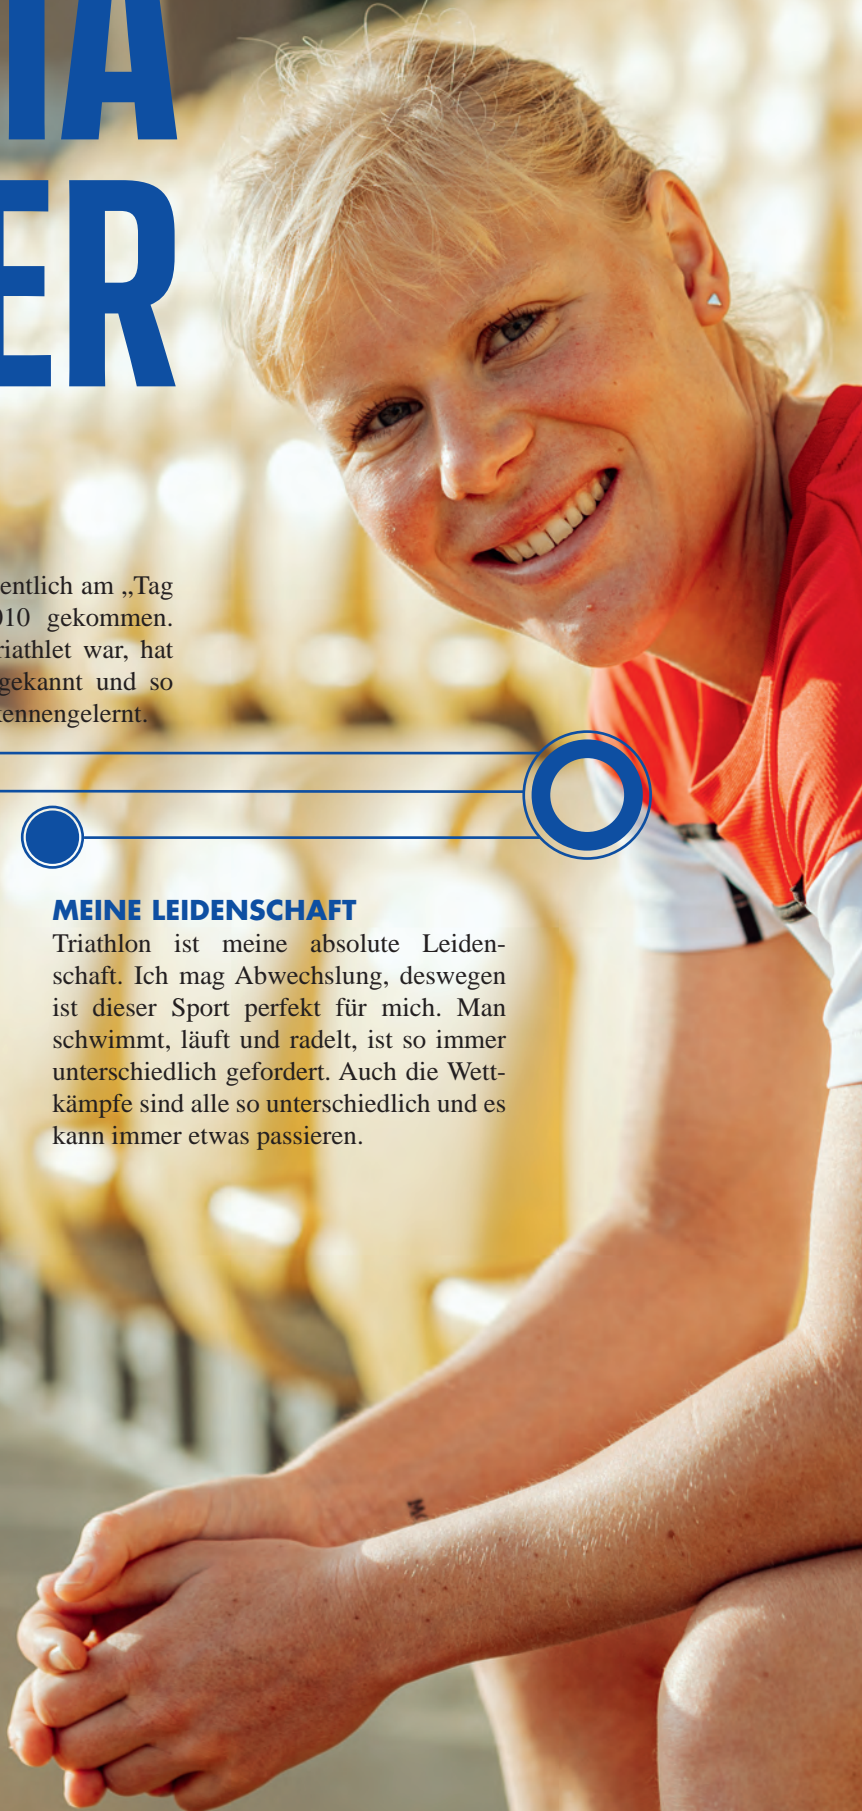 IA
ER
entlich am „Tag
010 gekommen.
riathlet war, hat
gekannt und so
kennengelernt.
MEINE LEIDENSCHAFT
Triathlon ist meine absolute Leiden-
schaft. Ich mag Abwechslung, deswegen
ist dieser Sport perfekt für mich. Man
schwimmt, läuft und radelt, ist so immer
unterschiedlich gefordert. Auch die Wett-
kämpfe sind alle so unterschiedlich und es
kann immer etwas passieren.